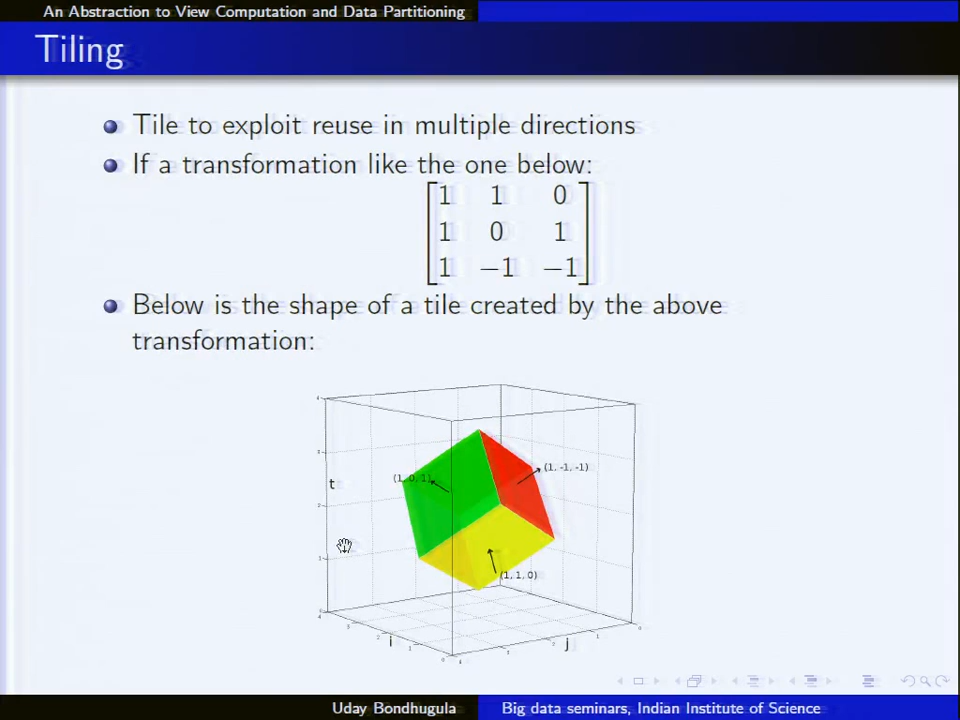 An Abstraction to View Computation and Data Partitioning
Tiling
Tile to exploit reuse in multiple directions
If a transformation like the one below:
1 1 0
1 0 1
1 −1 −1
Below is the shape of a tile created by the above
transformation:
(1, 0, 1)
(1, -1, -1)
t
(1, 1, 0)
i
j
Uday Bondhugula
Big data seminars, Indian Institute of Science